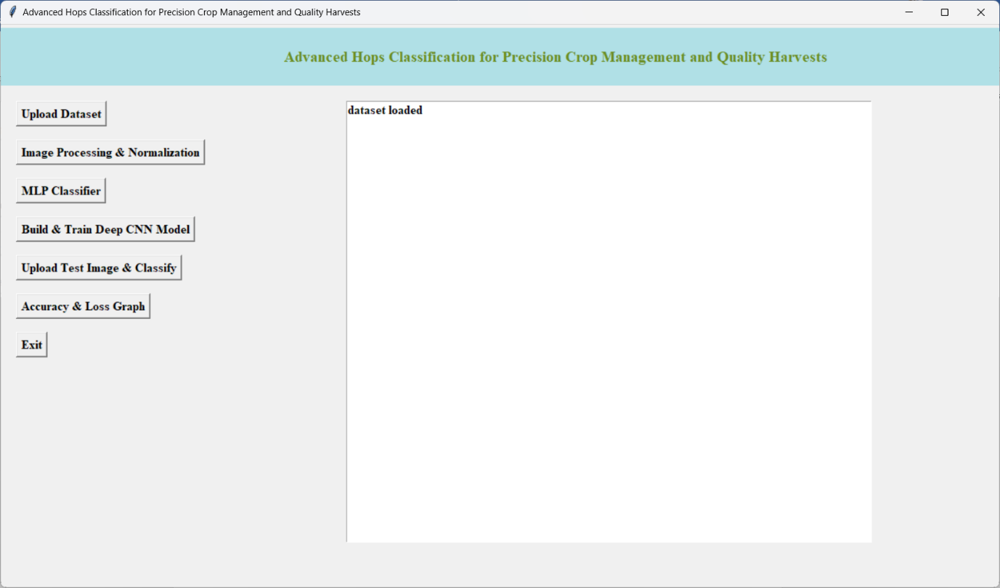 Advanced Hops Classification for Precision Crop Management and Quality Harvests
Advanced Hops Classification for Precision Crop Management and Quality Harvests
Upload Dataset
Image Processing & Normalization
MLP Classifier
Build & Train Deep CNN Model
Upload Test Image & Classify
Accuracy & Loss Graph
Exit
dataset loaded